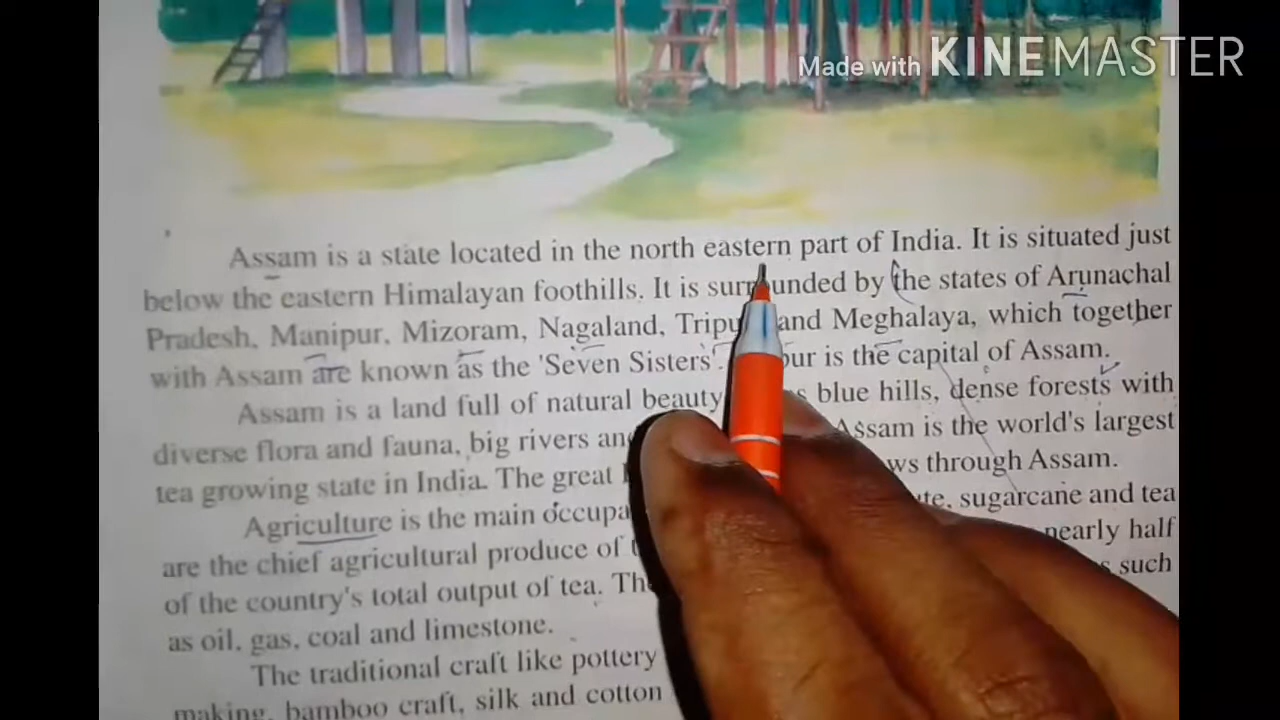 Made with KINEMASTER
Assam is a state located in the north eastern part of India. It is situated just
below the eastern Himalayan foothills. It is surrounded by the states of Arunachal
Pradesh, Manipur, Mizoram, Nagaland, Tripu and Meghalaya, which together
with Assam are known as the 'Seven Sisters'. pur is the capital of Assam.
Assam is a land full of natural beauty blue hills, dense forests with
diverse flora and fauna, big rivers and Assam is the world's largest
tea growing state in India. The great ws through Assam.
Agriculture is the main occupa ute, sugarcane and tea
are the chief agricultural produce of nearly half
of the country's total output of tea. The such
as oil, gas, coal and limestone.
The traditional craft like pottery
making, bamboo craft, silk and cotton